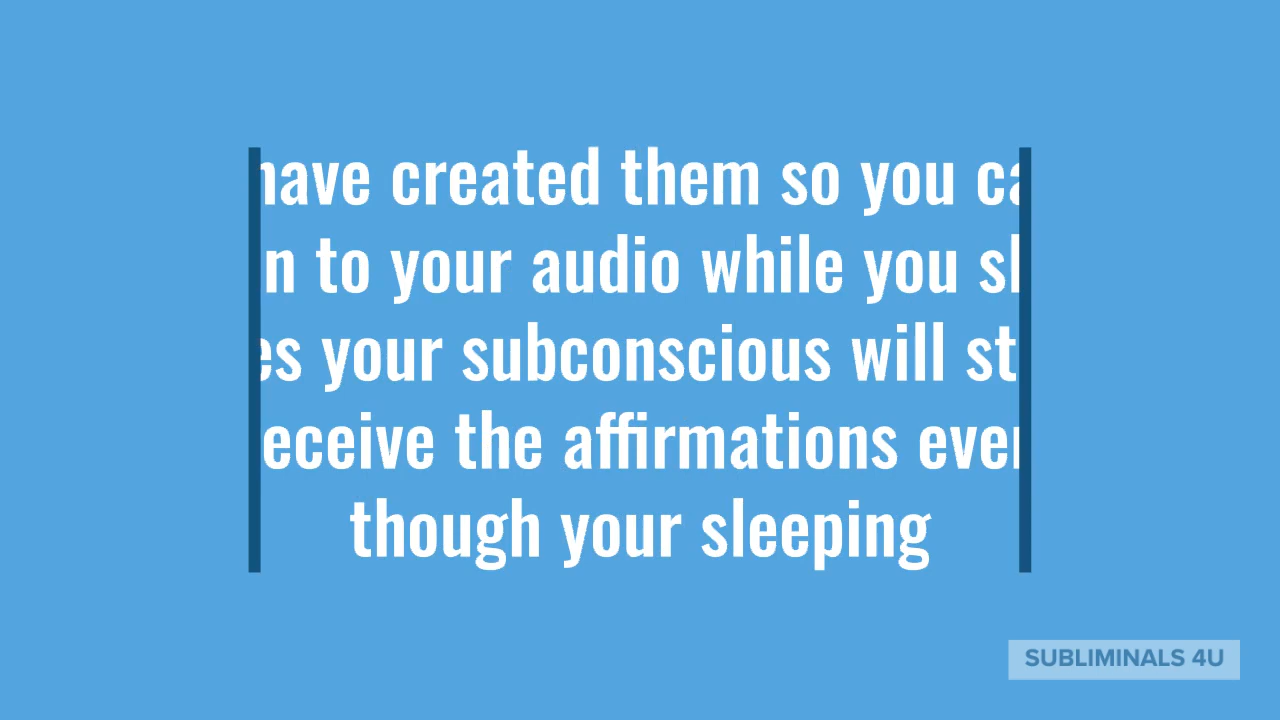 have created them so you ca
n to your audio while you sl
es your subconscious will st
eceive the affirmations even
though your sleeping
SUBLIMINALS 4U